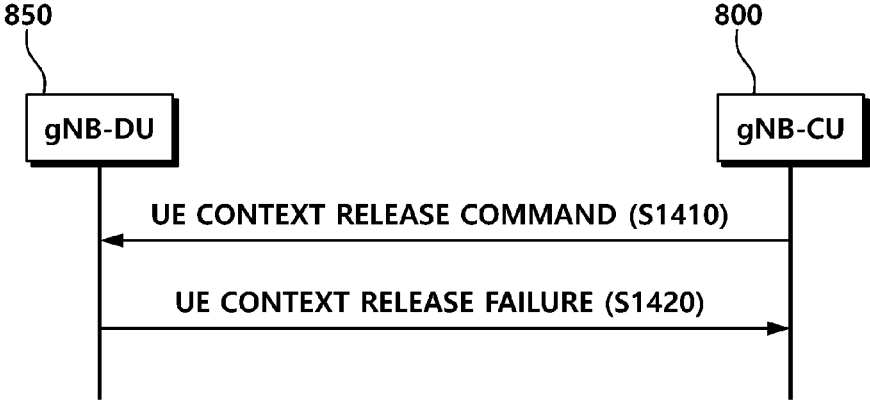 850
800
gNB-DU
gNB-CU
UE CONTEXT RELEASE COMMAND (S1410)
UE CONTEXT RELEASE FAILURE (S1420)